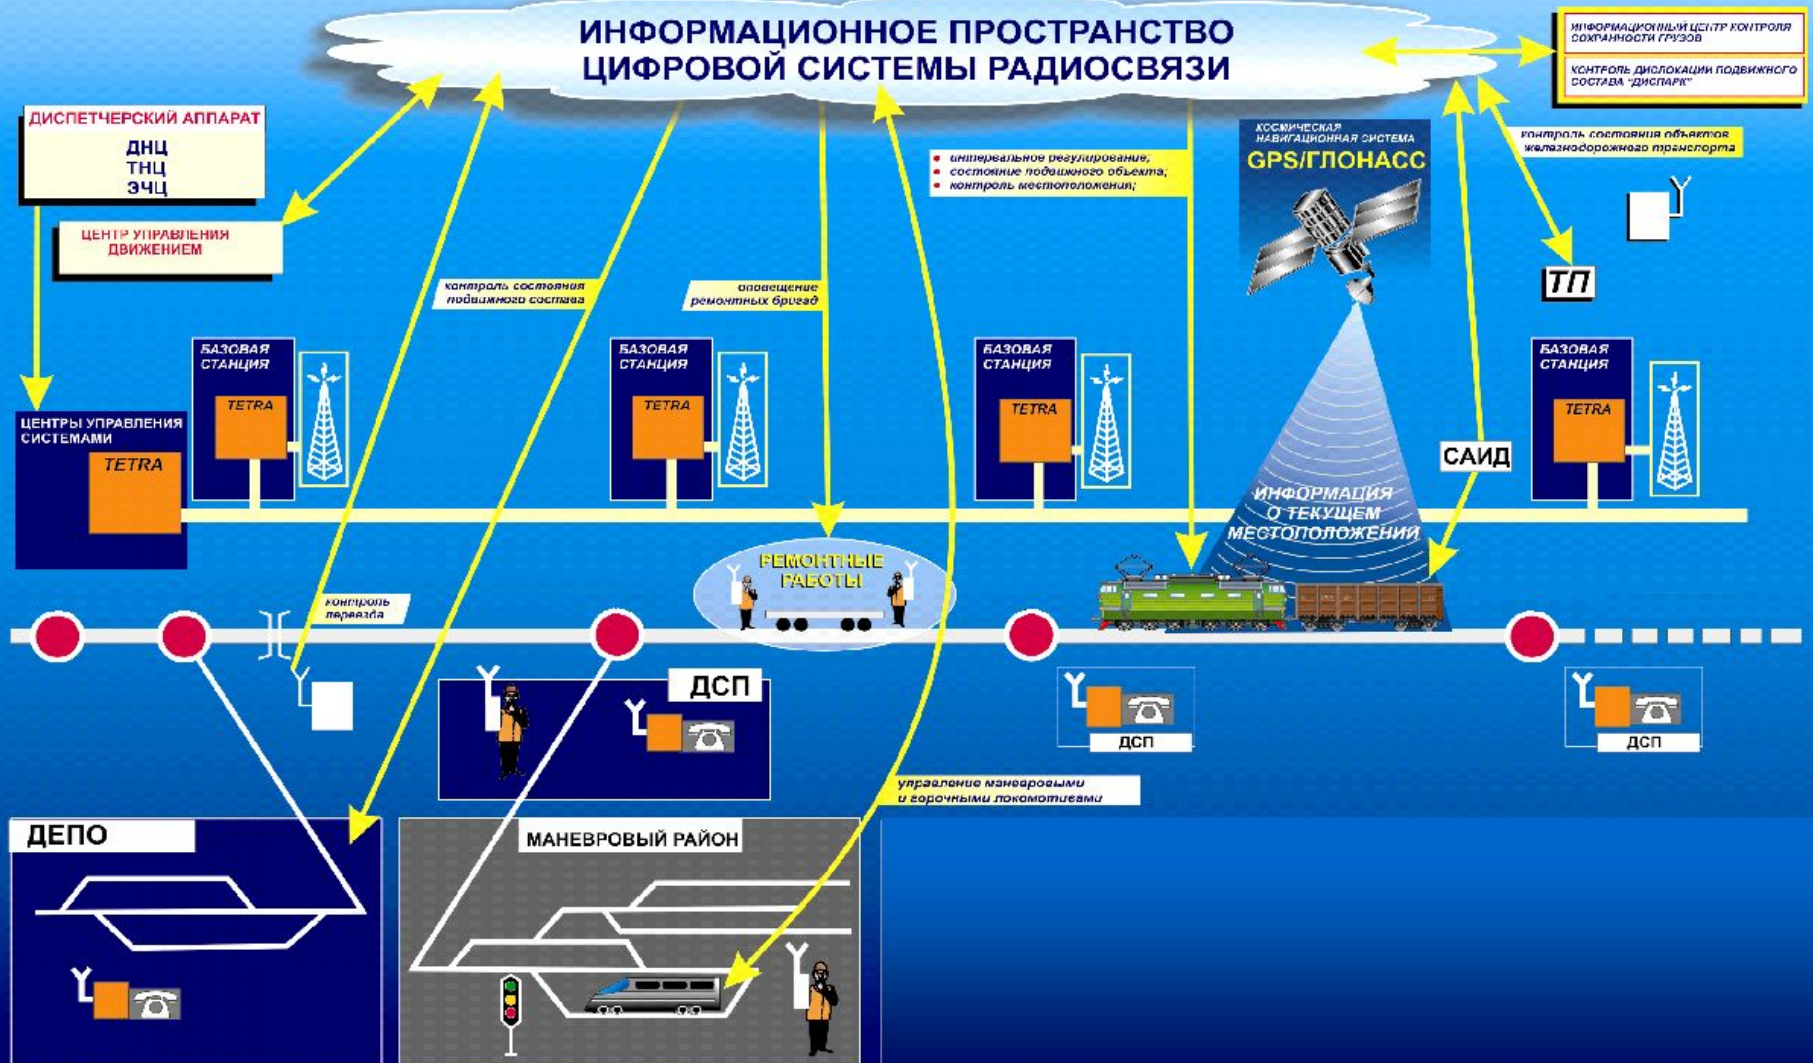 ИНФОРМАЦИОННОЕ ПРОСТРАНСТВО
ЦИФРОВОЙ СИСТЕМЫ РАДИОСВЯЗИ
ИНФОРМАЦИОННЫЙ ЦЕНТР КОНТРОЛЯ
СОХРАННОСТИ ГРУЗОВ
КОНТРОЛЬ ДИСЛОКАЦИИ ПОДВИЖНОГО
СОСТАВА "ДИСПАРК"
ДИСПЕТЧЕРСКИЙ АППАРАТ
ДНЦ
ТНЦ
ЭЧЦ
ЦЕНТР УПРАВЛЕНИЯ
ДВИЖЕНИЕМ
контроль состояния
подвижного состава
оповещение
ремонтных бригад
интервальное регулирование;
состояние подвижного объекта;
контроль местоположения;
КОСМИЧЕСКАЯ
НАВИГАЦИОННАЯ СИСТЕМА
GPS/ГЛОНАСС
контроль состояния объектов
железнодорожного транспорта
ТП
ЦЕНТРЫ УПРАВЛЕНИЯ
СИСТЕМАМИ
TETRA
БАЗОВАЯ
СТАНЦИЯ
TETRA
БАЗОВАЯ
СТАНЦИЯ
TETRA
БАЗОВАЯ
СТАНЦИЯ
TETRA
БАЗОВАЯ
СТАНЦИЯ
TETRA
САИД
ИНФОРМАЦИЯ
О ТЕКУЩЕМ
МЕСТОПОЛОЖЕНИИ
РЕМОНТНЫЕ
РАБОТЫ
контроль
переезда
ДСП
ДСП
ДСП
управление маневровыми
и горочными локомотивами
ДЕПО
МАНЕВРОВЫЙ РАЙОН